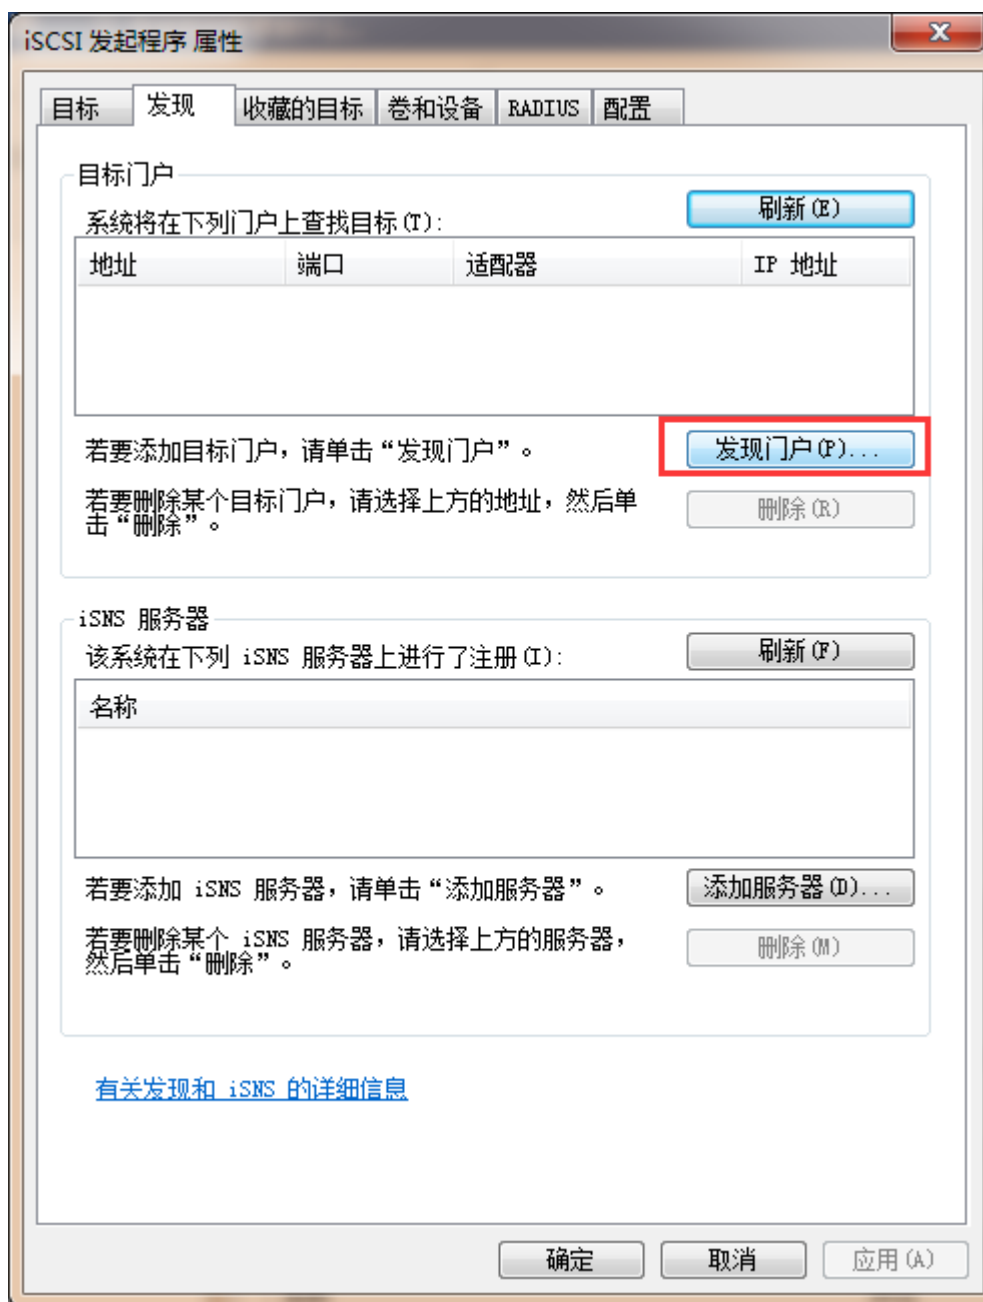 iSCSI 发起程序 属性
目标 发现 收藏的目标 卷和设备 RADIUS 配置
目标门户
系统将在下列门户上查找目标(T):
刷新(E)
地址 端口 适配器 IP 地址
若要添加目标门户，请单击“发现门户”。
发现门户(P)...
若要删除某个目标门户，请选择上方的地址，然后单
击“删除”。
删除(R)
iSNS 服务器
该系统在下列 iSNS 服务器上进行了注册(I):
刷新(F)
名称
若要添加 iSNS 服务器，请单击“添加服务器”。
添加服务器(D)...
若要删除某个 iSNS 服务器，请选择上方的服务器，
然后单击“删除”。
删除(M)
有关发现和 iSNS 的详细信息
确定 取消 应用(A)